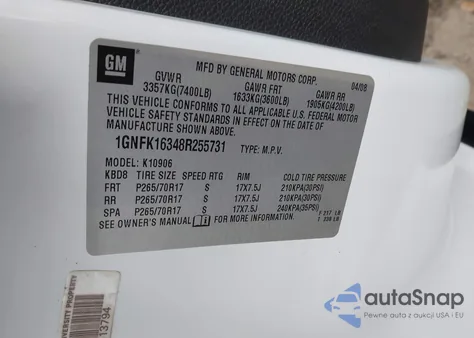 GM
MFD BY GENERAL MOTORS CORP.
04/08
GVWR GAWR FRT GAWR RR
3357KG(7400LB) 1633KG(3600LB) 1905KG(4200LB)
THIS VEHICLE CONFORMS TO ALL APPLICABLE U.S. FEDERAL MOTOR
VEHICLE SAFETY STANDARDS IN EFFECT ON THE DATE OF
MANUFACTURE SHOWN ABOVE.
1GNFK16348R255731 TYPE: M.P.V.
MODEL: K10906
KBD8 TIRE SIZE SPEED RTG RIM COLD TIRE PRESSURE
FRT P265/70R17 S 17X7.5J 210KPA(30PSI)
RR P265/70R17 S 17X7.5J 210KPA(30PSI)
SPA P265/70R17 S 17X7.5J 240KPA(35PSI)
SEE OWNER'S MANUAL FOR MORE INFORMATION.
F 217 LB
13794
autoSnap
Pewne auta z aukcji USA i EU